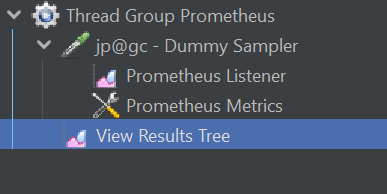 Thread Group Prometheus
jp@gc - Dummy Sampler
Prometheus Listener
Prometheus Metrics
View Results Tree